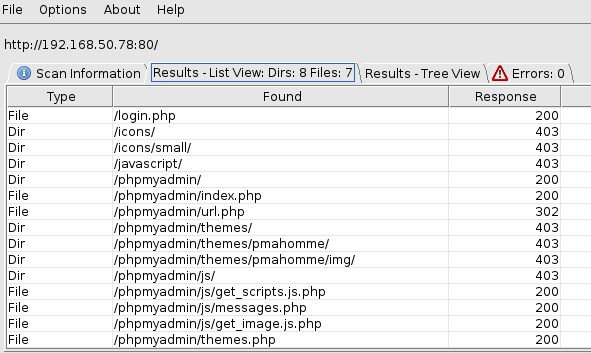 File Options About Help
http://192.168.50.78:80/
Scan Information Results - List View: Dirs: 8 Files: 7 Results - Tree View Errors: 0
Type Found Response
File /login.php 200
Dir /icons/ 403
Dir /icons/small/ 403
Dir /javascript/ 403
Dir /phpmyadmin/ 200
File /phpmyadmin/index.php 200
File /phpmyadmin/url.php 302
Dir /phpmyadmin/themes/ 403
Dir /phpmyadmin/themes/pmahomme/ 403
Dir /phpmyadmin/themes/pmahomme/img/ 403
Dir /phpmyadmin/js/ 403
File /phpmyadmin/js/get_scripts.js.php 200
File /phpmyadmin/js/messages.php 200
File /phpmyadmin/js/get_image.js.php 200
File /phpmyadmin/themes.php 200